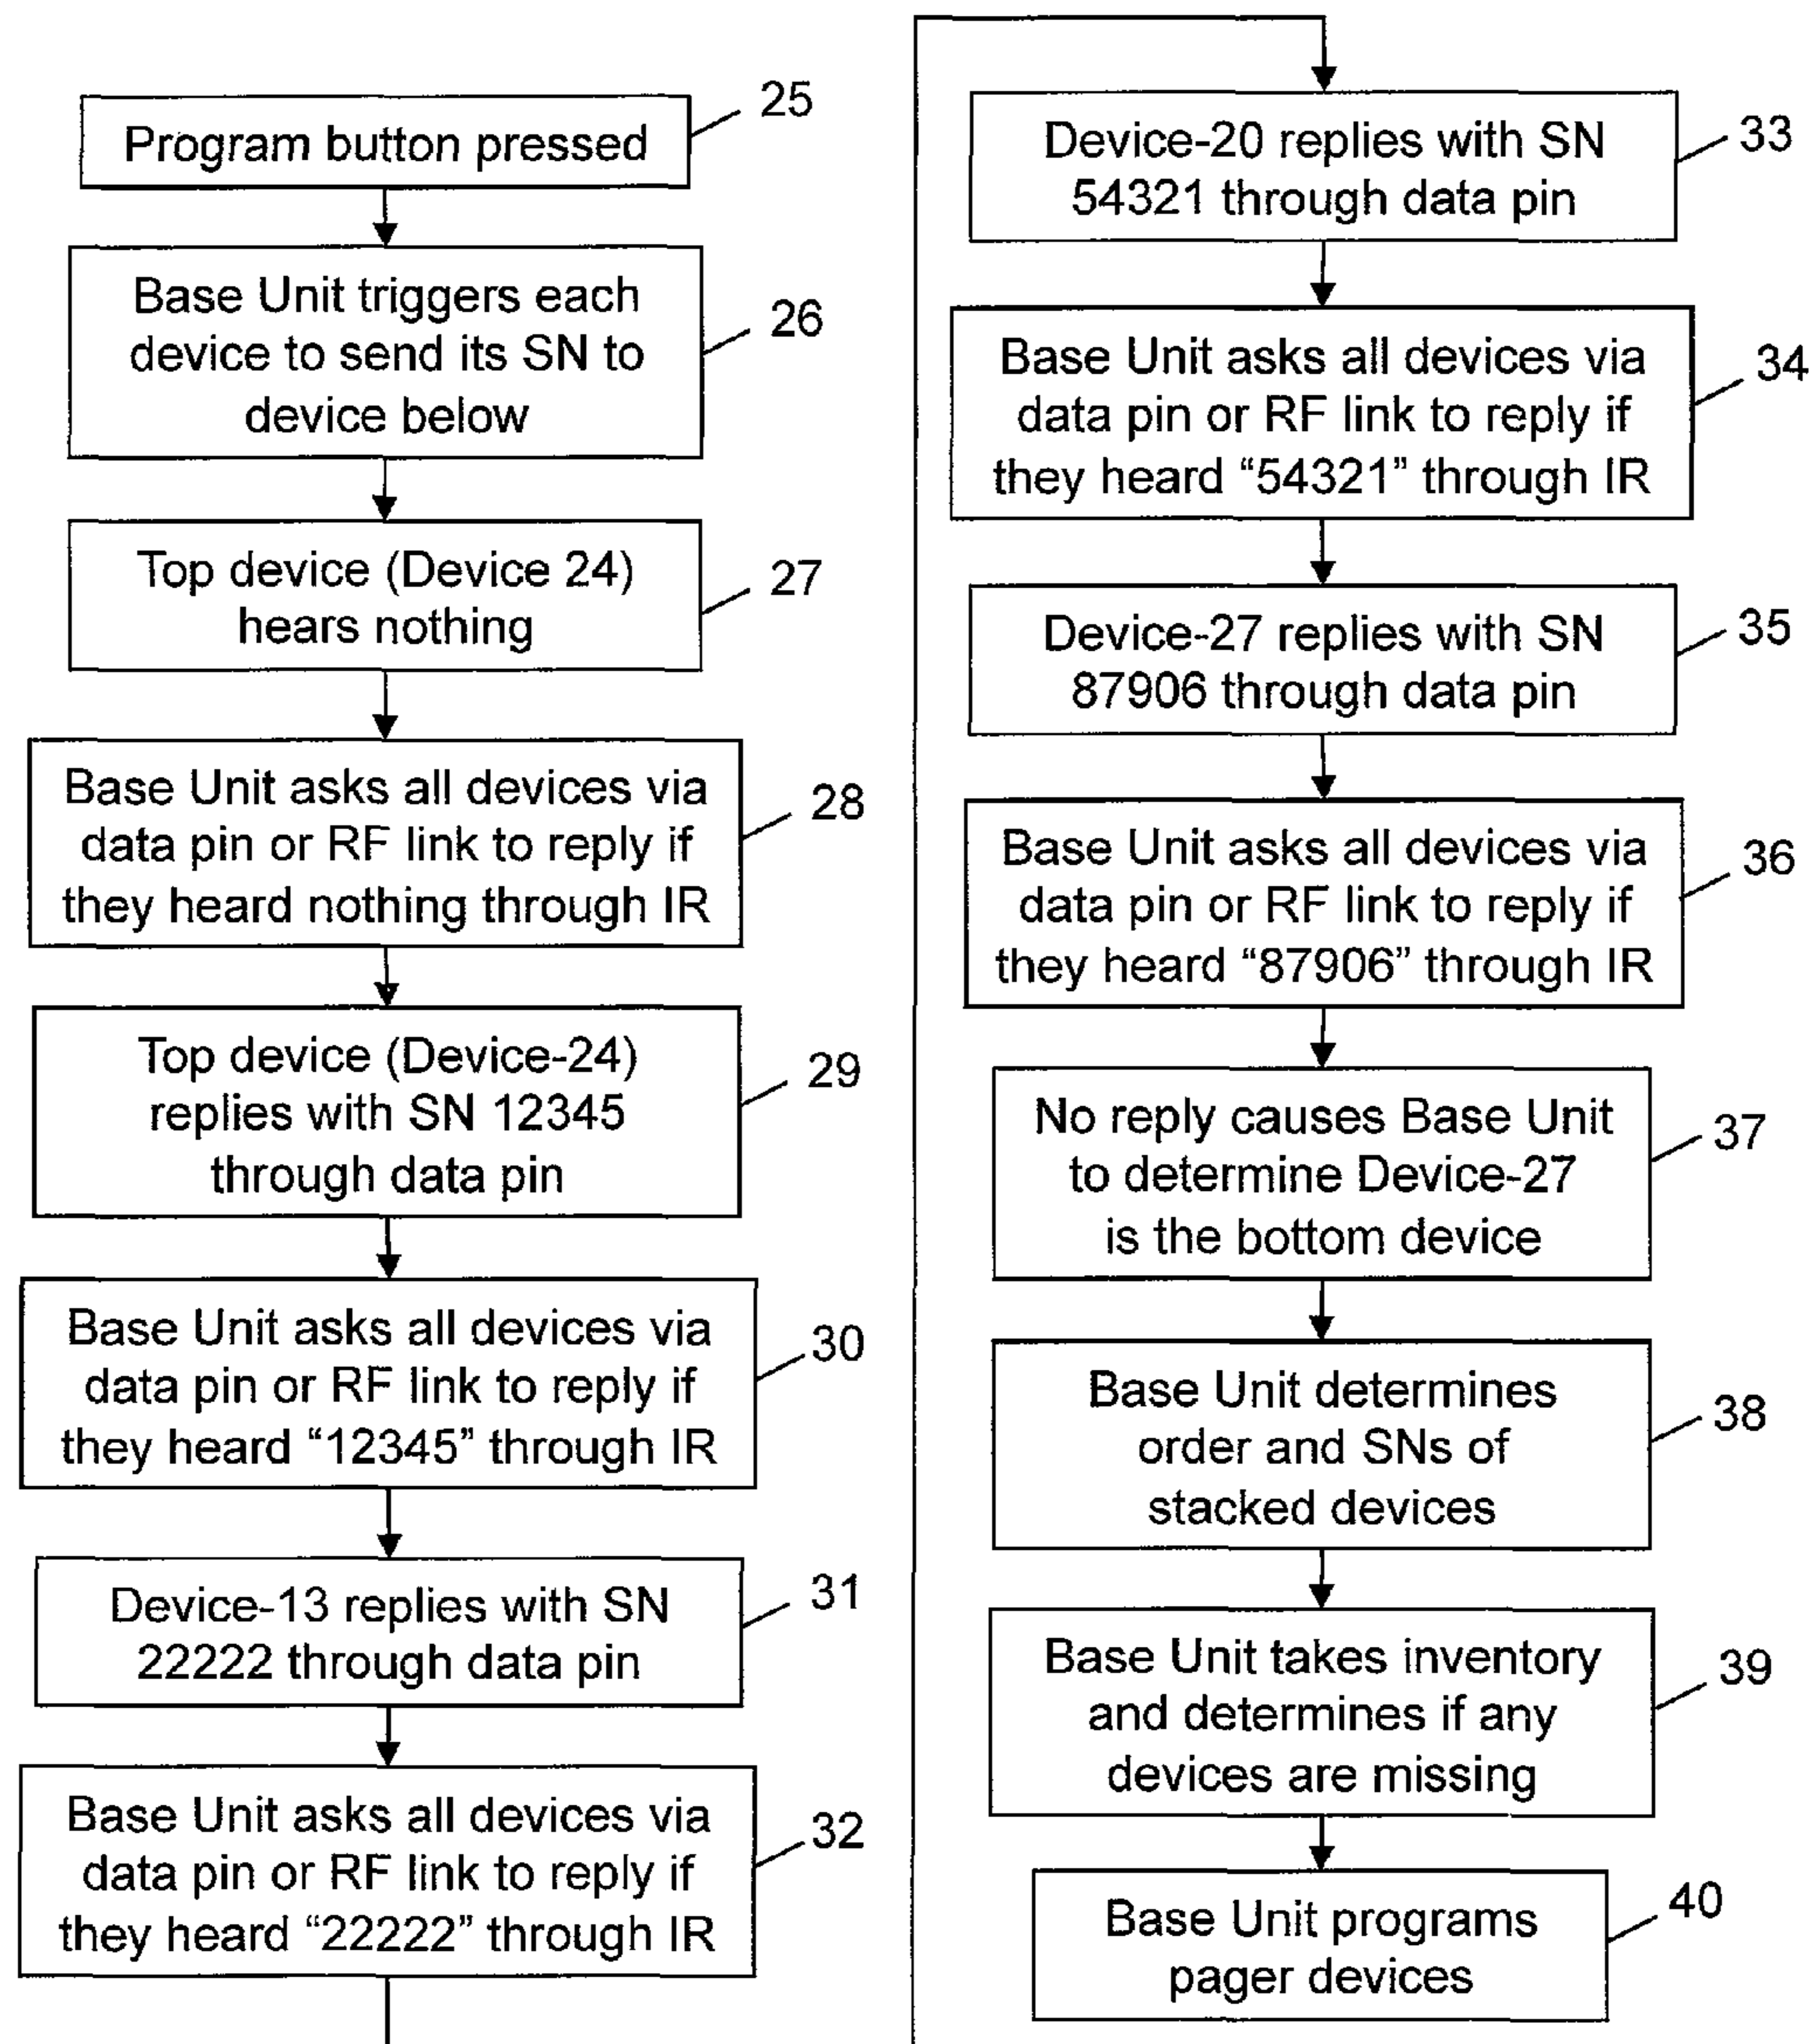 Program button pressed
25
Base Unit triggers each
device to send its SN to
device below
26
Top device (Device 24)
hears nothing
27
Base Unit asks all devices via
data pin or RF link to reply if
they heard nothing through IR
28
Top device (Device-24)
replies with SN 12345
through data pin
29
Base Unit asks all devices via
data pin or RF link to reply if
they heard “12345” through IR
30
Device-13 replies with SN
22222 through data pin
31
Base Unit asks all devices via
data pin or RF link to reply if
they heard “22222” through IR
32
Device-20 replies with SN
54321 through data pin
33
Base Unit asks all devices via
data pin or RF link to reply if
they heard “54321” through IR
34
Device-27 replies with SN
87906 through data pin
35
Base Unit asks all devices via
data pin or RF link to reply if
they heard “87906” through IR
36
No reply causes Base Unit
to determine Device-27
is the bottom device
37
Base Unit determines
order and SNs of
stacked devices
38
Base Unit takes inventory
and determines if any
devices are missing
39
Base Unit programs
pager devices
40